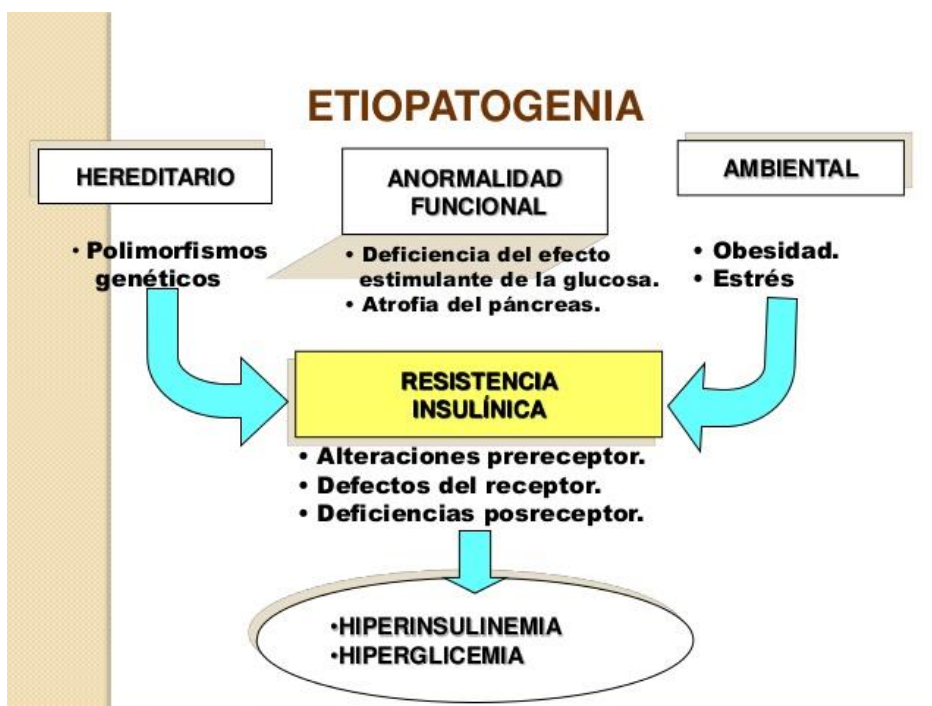 ETIOPATOGENIA
HEREDITARIO
• Polimorfismos
genéticos
ANORMALIDAD
FUNCIONAL
• Deficiencia del efecto
estimulante de la glucosa.
• Atrofia del páncreas.
AMBIENTAL
• Obesidad.
• Estrés
RESISTENCIA
INSULÍNICA
• Alteraciones prereceptor.
• Defectos del receptor.
• Deficiencias posreceptor.
•HIPERINSULINEMIA
•HIPERGLICEMIA